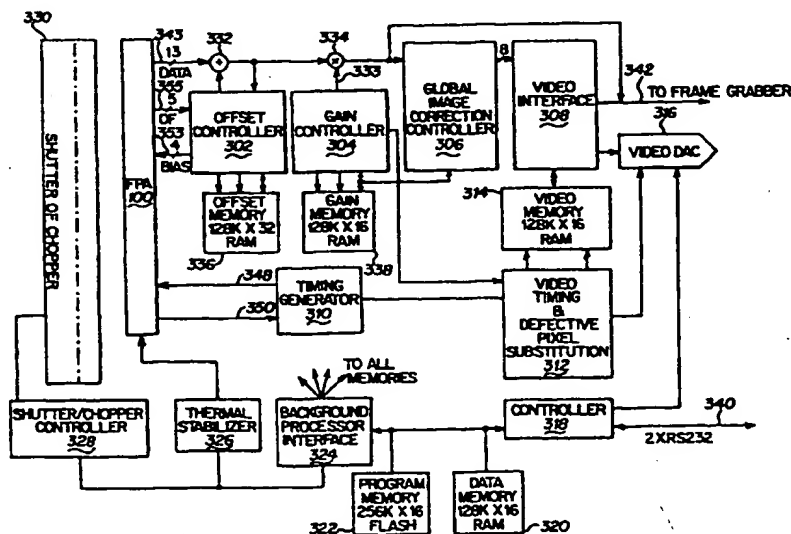 330
SHUTTER OF CHOPPER
FPA
100
343
13
DATA
355
5
OF
353
4
BIAS
332
+
334
333
OFFSET
CONTROLLER
302
GAIN
CONTROLLER
304
GLOBAL
IMAGE
CORRECTION
CONTROLLER
306
8
VIDEO
INTERFACE
308
342
TO FRAME GRABBER
316
VIDEO DAC
OFFSET
MEMORY
128K X 32
RAM
336
GAIN
MEMORY
128K X 16
RAM
338
314
VIDEO
MEMORY
128K X 16
RAM
348
350
TIMING
GENERATOR
310
VIDEO
TIMING
&
DEFECTIVE
PIXEL
SUBSTITUTION
312
TO ALL
MEMORIES
SHUTTER/CHOPPER
CONTROLLER
328
THERMAL
STABILIZER
326
BACKGROUND
PROCESSOR
INTERFACE
324
CONTROLLER
318
340
2XRS232
PROGRAM
MEMORY
256K X 16
FLASH
322
DATA
MEMORY
128K X 16
RAM
320